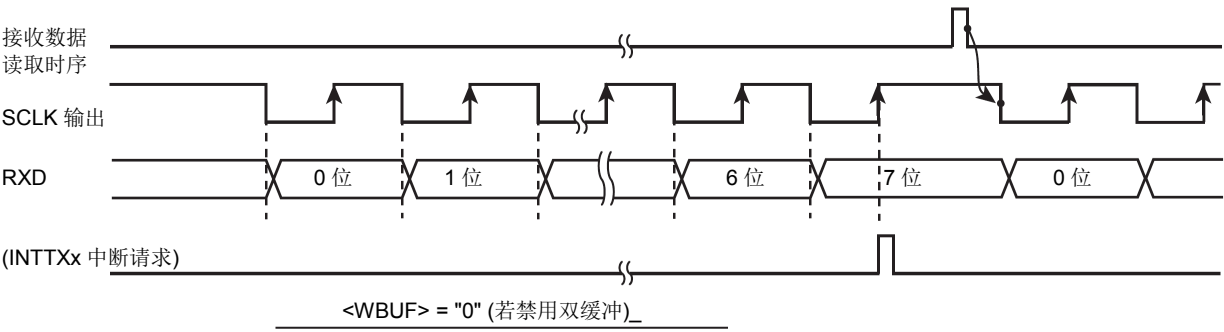 接收数据
读取时序
SCLK 输出
RXD
0 位
1 位
6 位
7 位
0 位
(INTTXx 中断请求)
<WBUF> = "0" (若禁用双缓冲)_